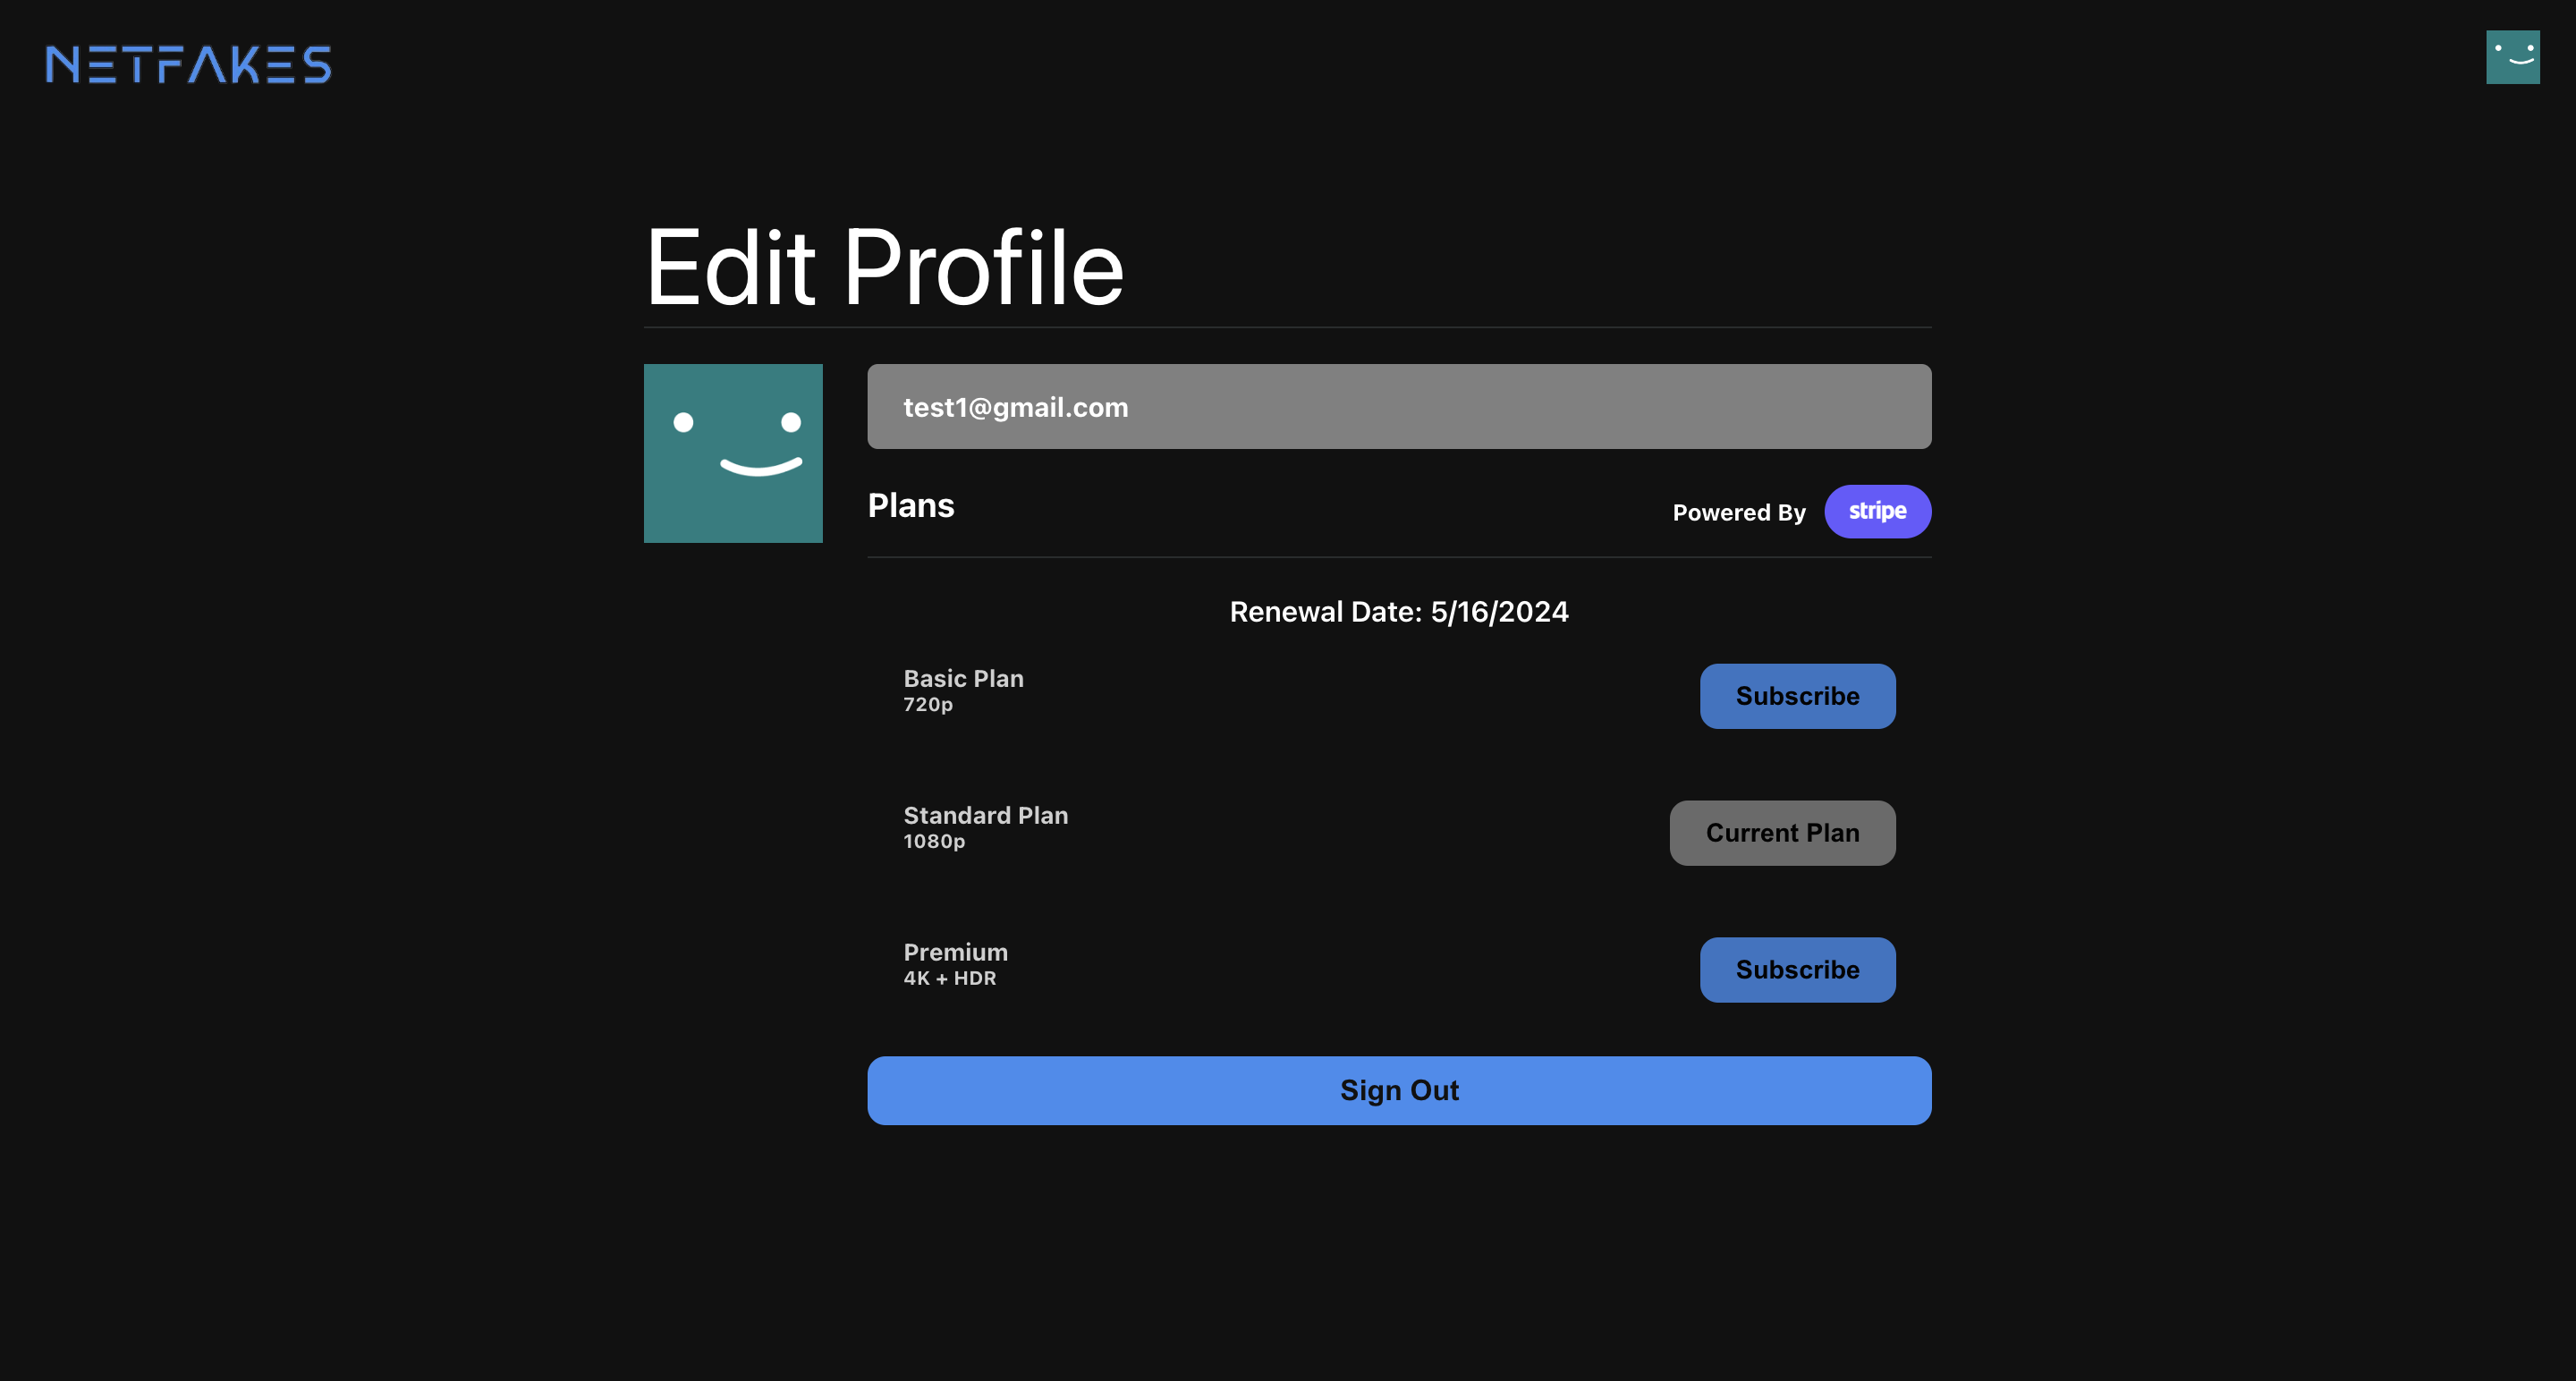 NETFAKES
Edit Profile
test1@gmail.com
Plans
Powered By stripe
Renewal Date: 5/16/2024
Basic Plan
720p
Subscribe
Standard Plan
1080p
Current Plan
Premium
4K + HDR
Subscribe
Sign Out